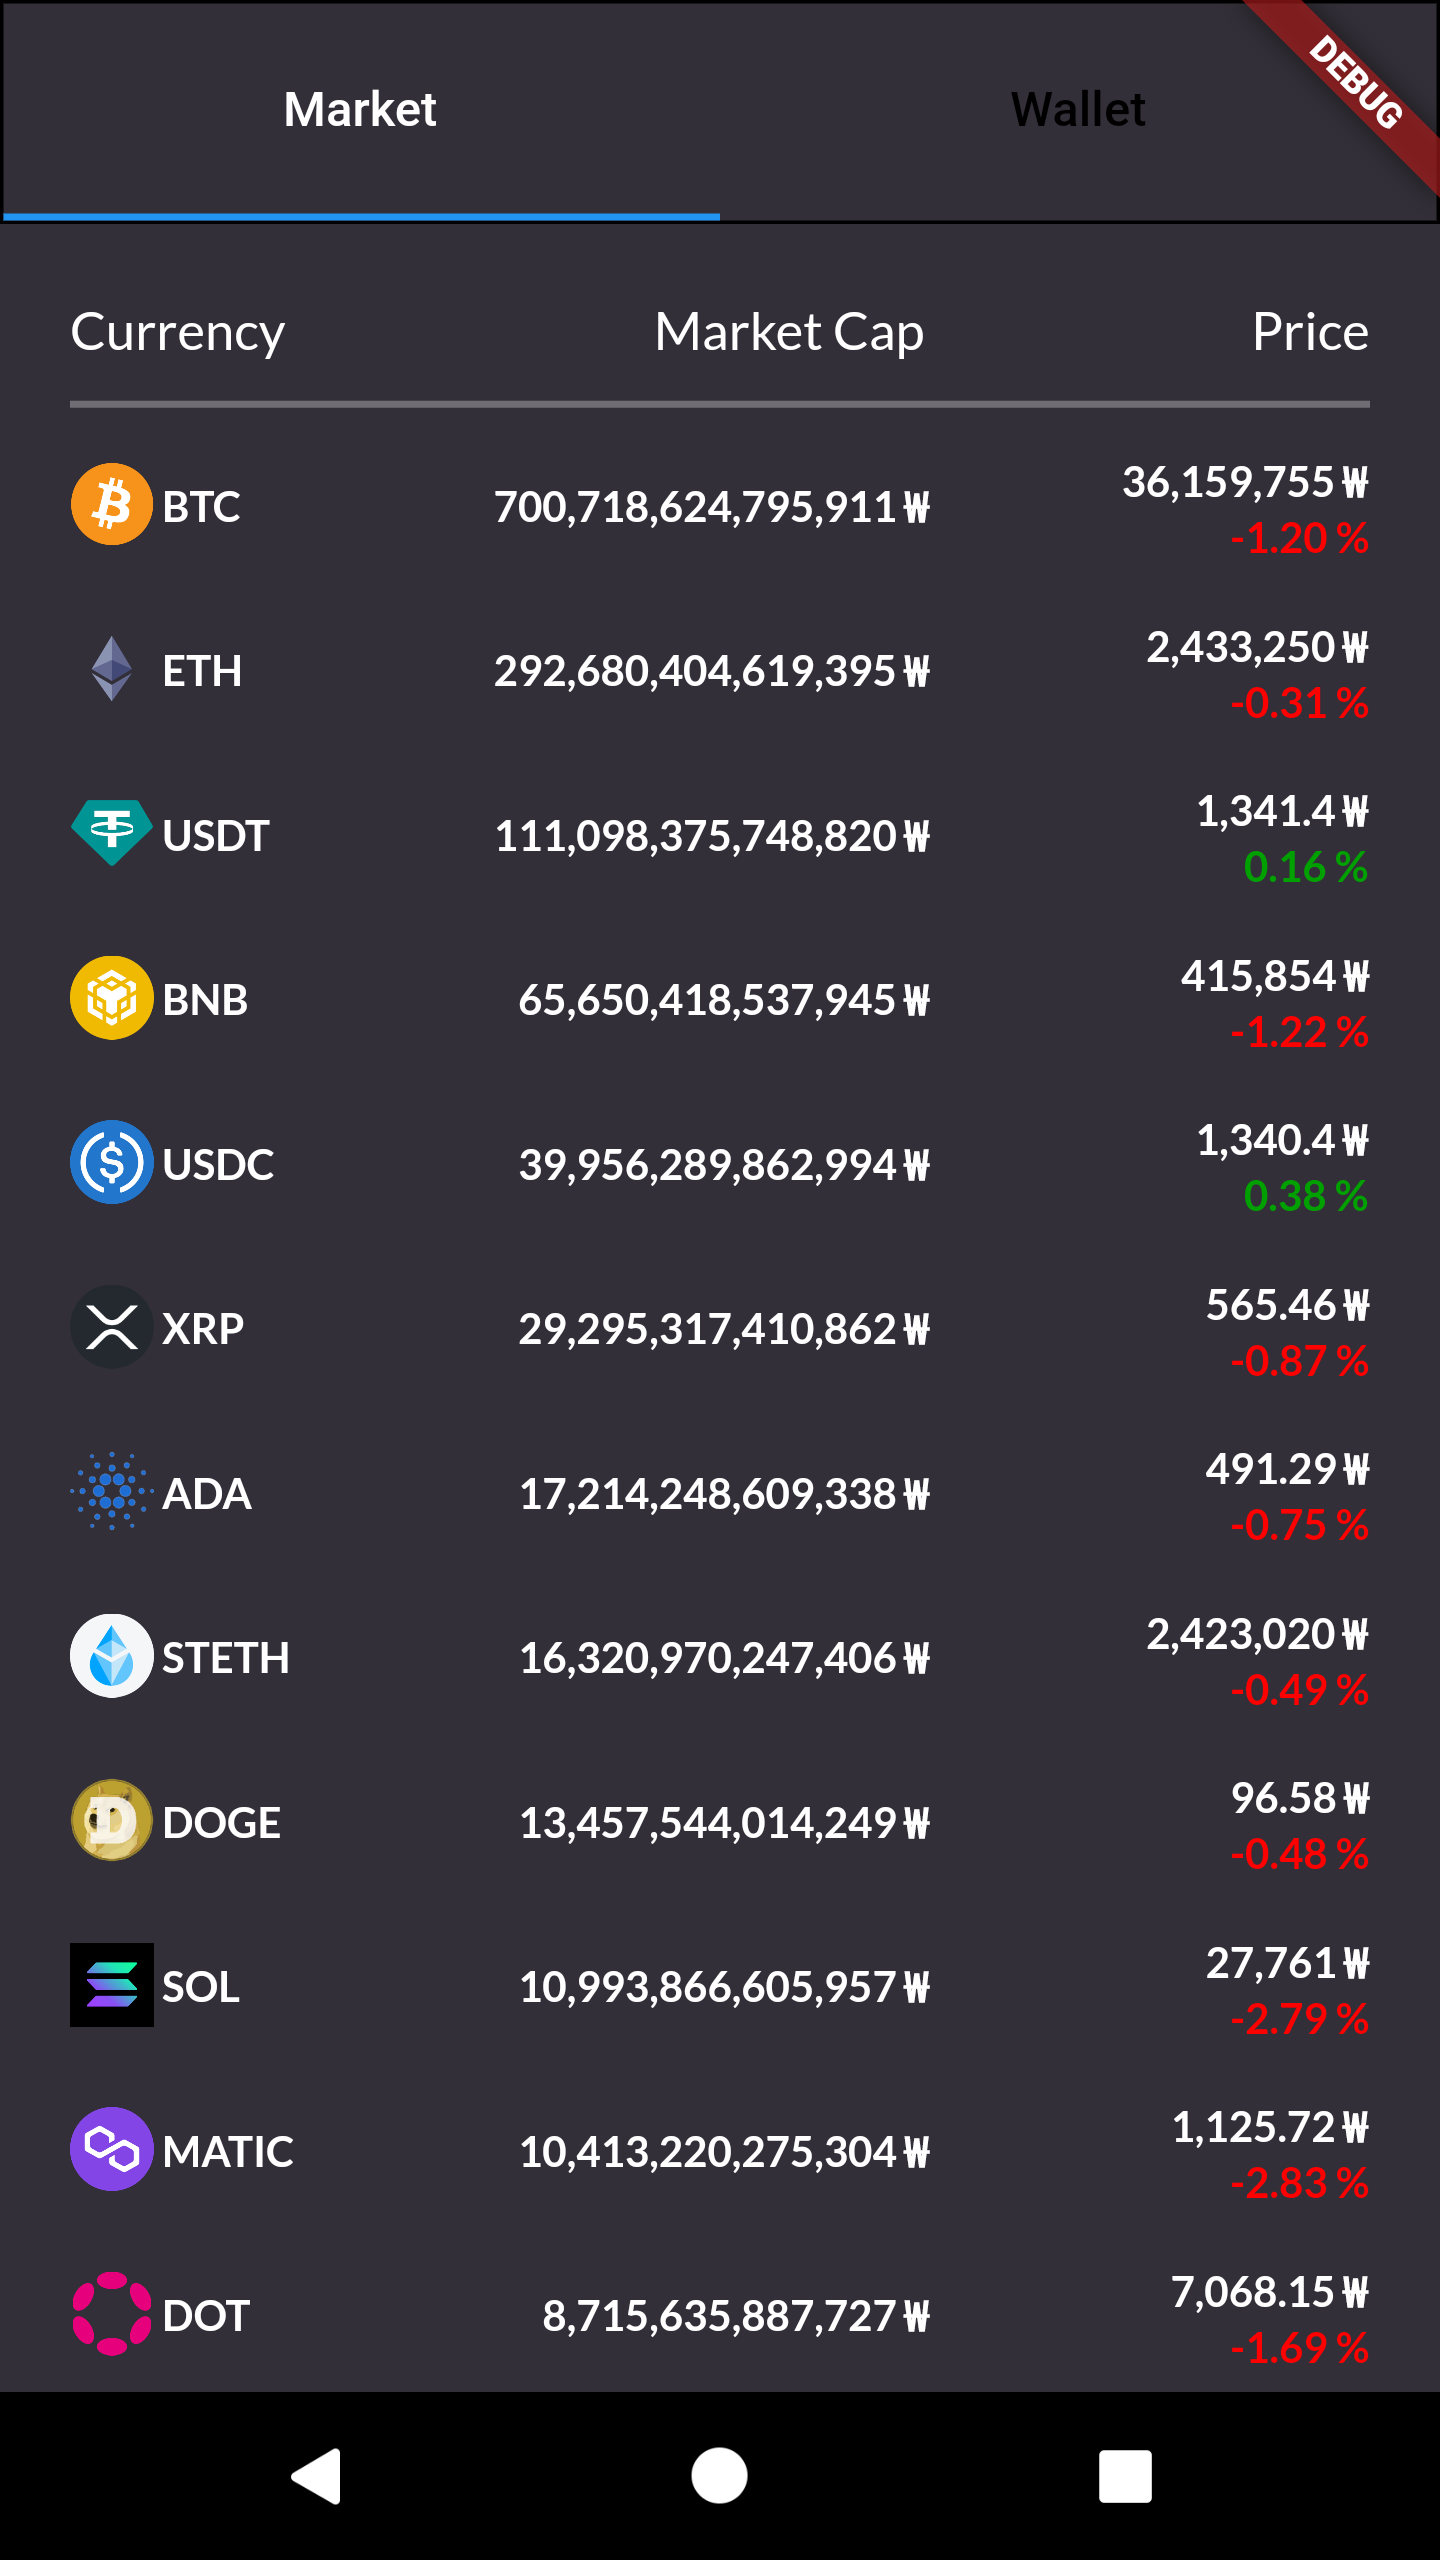 Market Wallet DEBUG
Currency Market Cap Price
BTC 700,718,624,795,911 ₩ 36,159,755 ₩
-1.20 %
ETH 292,680,404,619,395 ₩ 2,433,250 ₩
-0.31 %
USDT 111,098,375,748,820 ₩ 1,341.4 ₩
0.16 %
BNB 65,650,418,537,945 ₩ 415,854 ₩
-1.22 %
USDC 39,956,289,862,994 ₩ 1,340.4 ₩
0.38 %
XRP 29,295,317,410,862 ₩ 565.46 ₩
-0.87 %
ADA 17,214,248,609,338 ₩ 491.29 ₩
-0.75 %
STETH 16,320,970,247,406 ₩ 2,423,020 ₩
-0.49 %
DOGE 13,457,544,014,249 ₩ 96.58 ₩
-0.48 %
SOL 10,993,866,605,957 ₩ 27,761 ₩
-2.79 %
MATIC 10,413,220,275,304 ₩ 1,125.72 ₩
-2.83 %
DOT 8,715,635,887,727 ₩ 7,068.15 ₩
-1.69 %